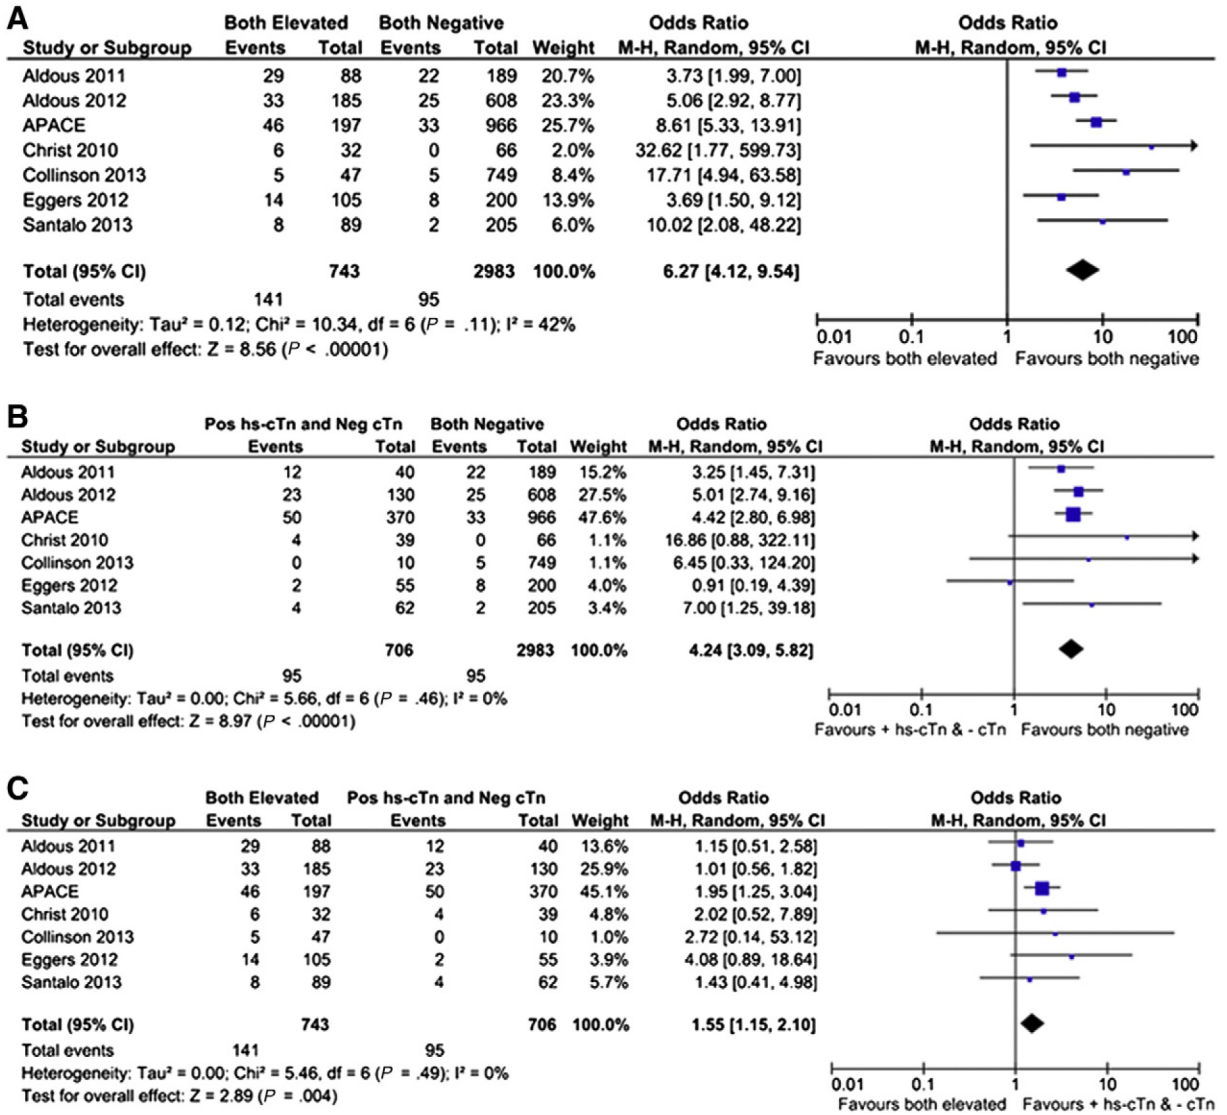 A
Both Elevated Both Negative Odds Ratio Odds Ratio
Study or Subgroup Events Total Events Total Weight M-H, Random, 95% CI M-H, Random, 95% CI
Aldous 2011 29 88 22 189 20.7% 3.73 [1.99, 7.00]
Aldous 2012 33 185 25 608 23.3% 5.06 [2.92, 8.77]
APACE 46 197 33 966 25.7% 8.61 [5.33, 13.91]
Christ 2010 6 32 0 66 2.0% 32.62 [1.77, 599.73]
Collinson 2013 5 47 5 749 8.4% 17.71 [4.94, 63.58]
Eggers 2012 14 105 8 200 13.9% 3.69 [1.50, 9.12]
Santalo 2013 8 89 2 205 6.0% 10.02 [2.08, 48.22]
Total (95% CI) 743 2983 100.0% 6.27 [4.12, 9.54]
Total events 141 95
Heterogeneity: Tau² = 0.12; Chi² = 10.34, df = 6 (P = .11); I² = 42%
Test for overall effect: Z = 8.56 (P < .00001)
0.01 0.1 1 10 100
Favours both elevated Favours both negative
B
Pos hs-cTn and Neg cTn Both Negative Odds Ratio Odds Ratio
Study or Subgroup Events Total Events Total Weight M-H, Random, 95% CI M-H, Random, 95% CI
Aldous 2011 12 40 22 189 15.2% 3.25 [1.45, 7.31]
Aldous 2012 23 130 25 608 27.5% 5.01 [2.74, 9.16]
APACE 50 370 33 966 47.6% 4.42 [2.80, 6.98]
Christ 2010 4 39 0 66 1.1% 16.86 [0.88, 322.11]
Collinson 2013 0 10 5 749 1.1% 6.45 [0.33, 124.20]
Eggers 2012 2 55 8 200 4.0% 0.91 [0.19, 4.39]
Santalo 2013 4 62 2 205 3.4% 7.00 [1.25, 39.18]
Total (95% CI) 706 2983 100.0% 4.24 [3.09, 5.82]
Total events 95 95
Heterogeneity: Tau² = 0.00; Chi² = 5.66, df = 6 (P = .46); I² = 0%
Test for overall effect: Z = 8.97 (P < .00001)
0.01 0.1 1 10 100
Favours + hs-cTn & - cTn Favours both negative
C
Both Elevated Pos hs-cTn and Neg cTn Odds Ratio Odds Ratio
Study or Subgroup Events Total Events Total Weight M-H, Random, 95% CI M-H, Random, 95% CI
Aldous 2011 29 88 12 40 13.6% 1.15 [0.51, 2.58]
Aldous 2012 33 185 23 130 25.9% 1.01 [0.56, 1.82]
APACE 46 197 50 370 45.1% 1.95 [1.25, 3.04]
Christ 2010 6 32 4 39 4.8% 2.02 [0.52, 7.89]
Collinson 2013 5 47 0 10 1.0% 2.72 [0.14, 53.12]
Eggers 2012 14 105 2 55 3.9% 4.08 [0.89, 18.64]
Santalo 2013 8 89 4 62 5.7% 1.43 [0.41, 4.98]
Total (95% CI) 743 706 100.0% 1.55 [1.15, 2.10]
Total events 141 95
Heterogeneity: Tau² = 0.00; Chi² = 5.46, df = 6 (P = .49); I² = 0%
Test for overall effect: Z = 2.89 (P = .004)
0.01 0.1 1 10 100
Favours both elevated Favours + hs-cTn & - cTn